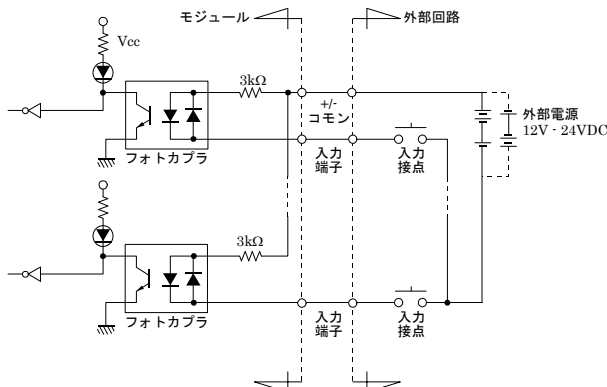 モジュール
外部回路
Vcc
3kΩ
+/-
コモン
外部電源
12V - 24VDC
フォトカプラ
入力
端子
入力
接点
3kΩ
フォトカプラ
入力
端子
入力
接点